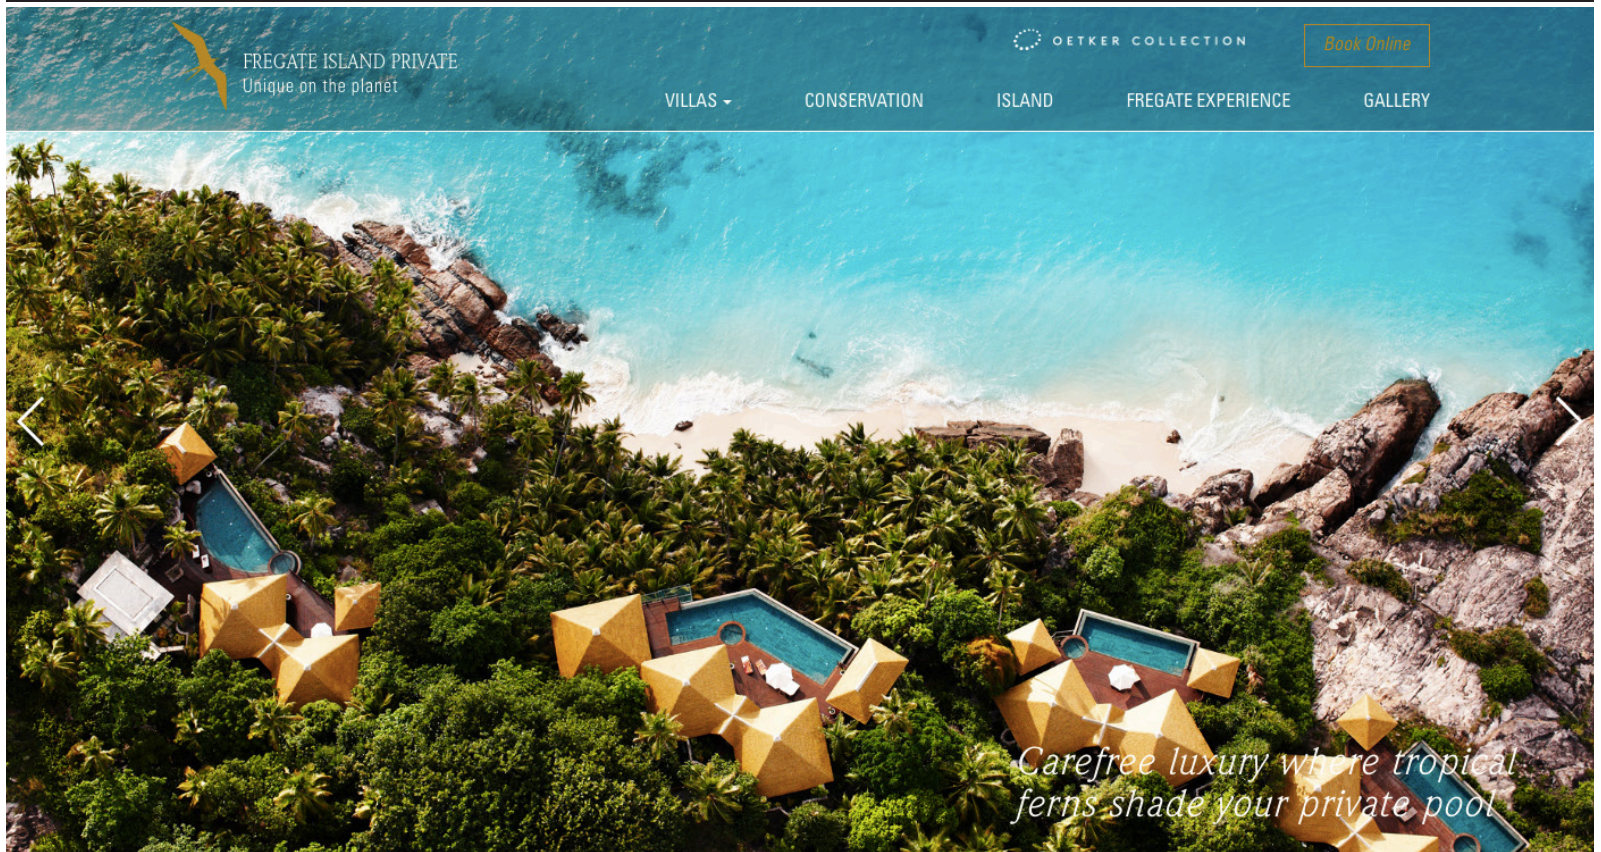 FREGATE ISLAND PRIVATE
Unique on the planet
OETKER COLLECTION
Book Online
VILLAS
CONSERVATION
ISLAND
FREGATE EXPERIENCE
GALLERY
Carefree luxury where tropical
ferns shade your private pool